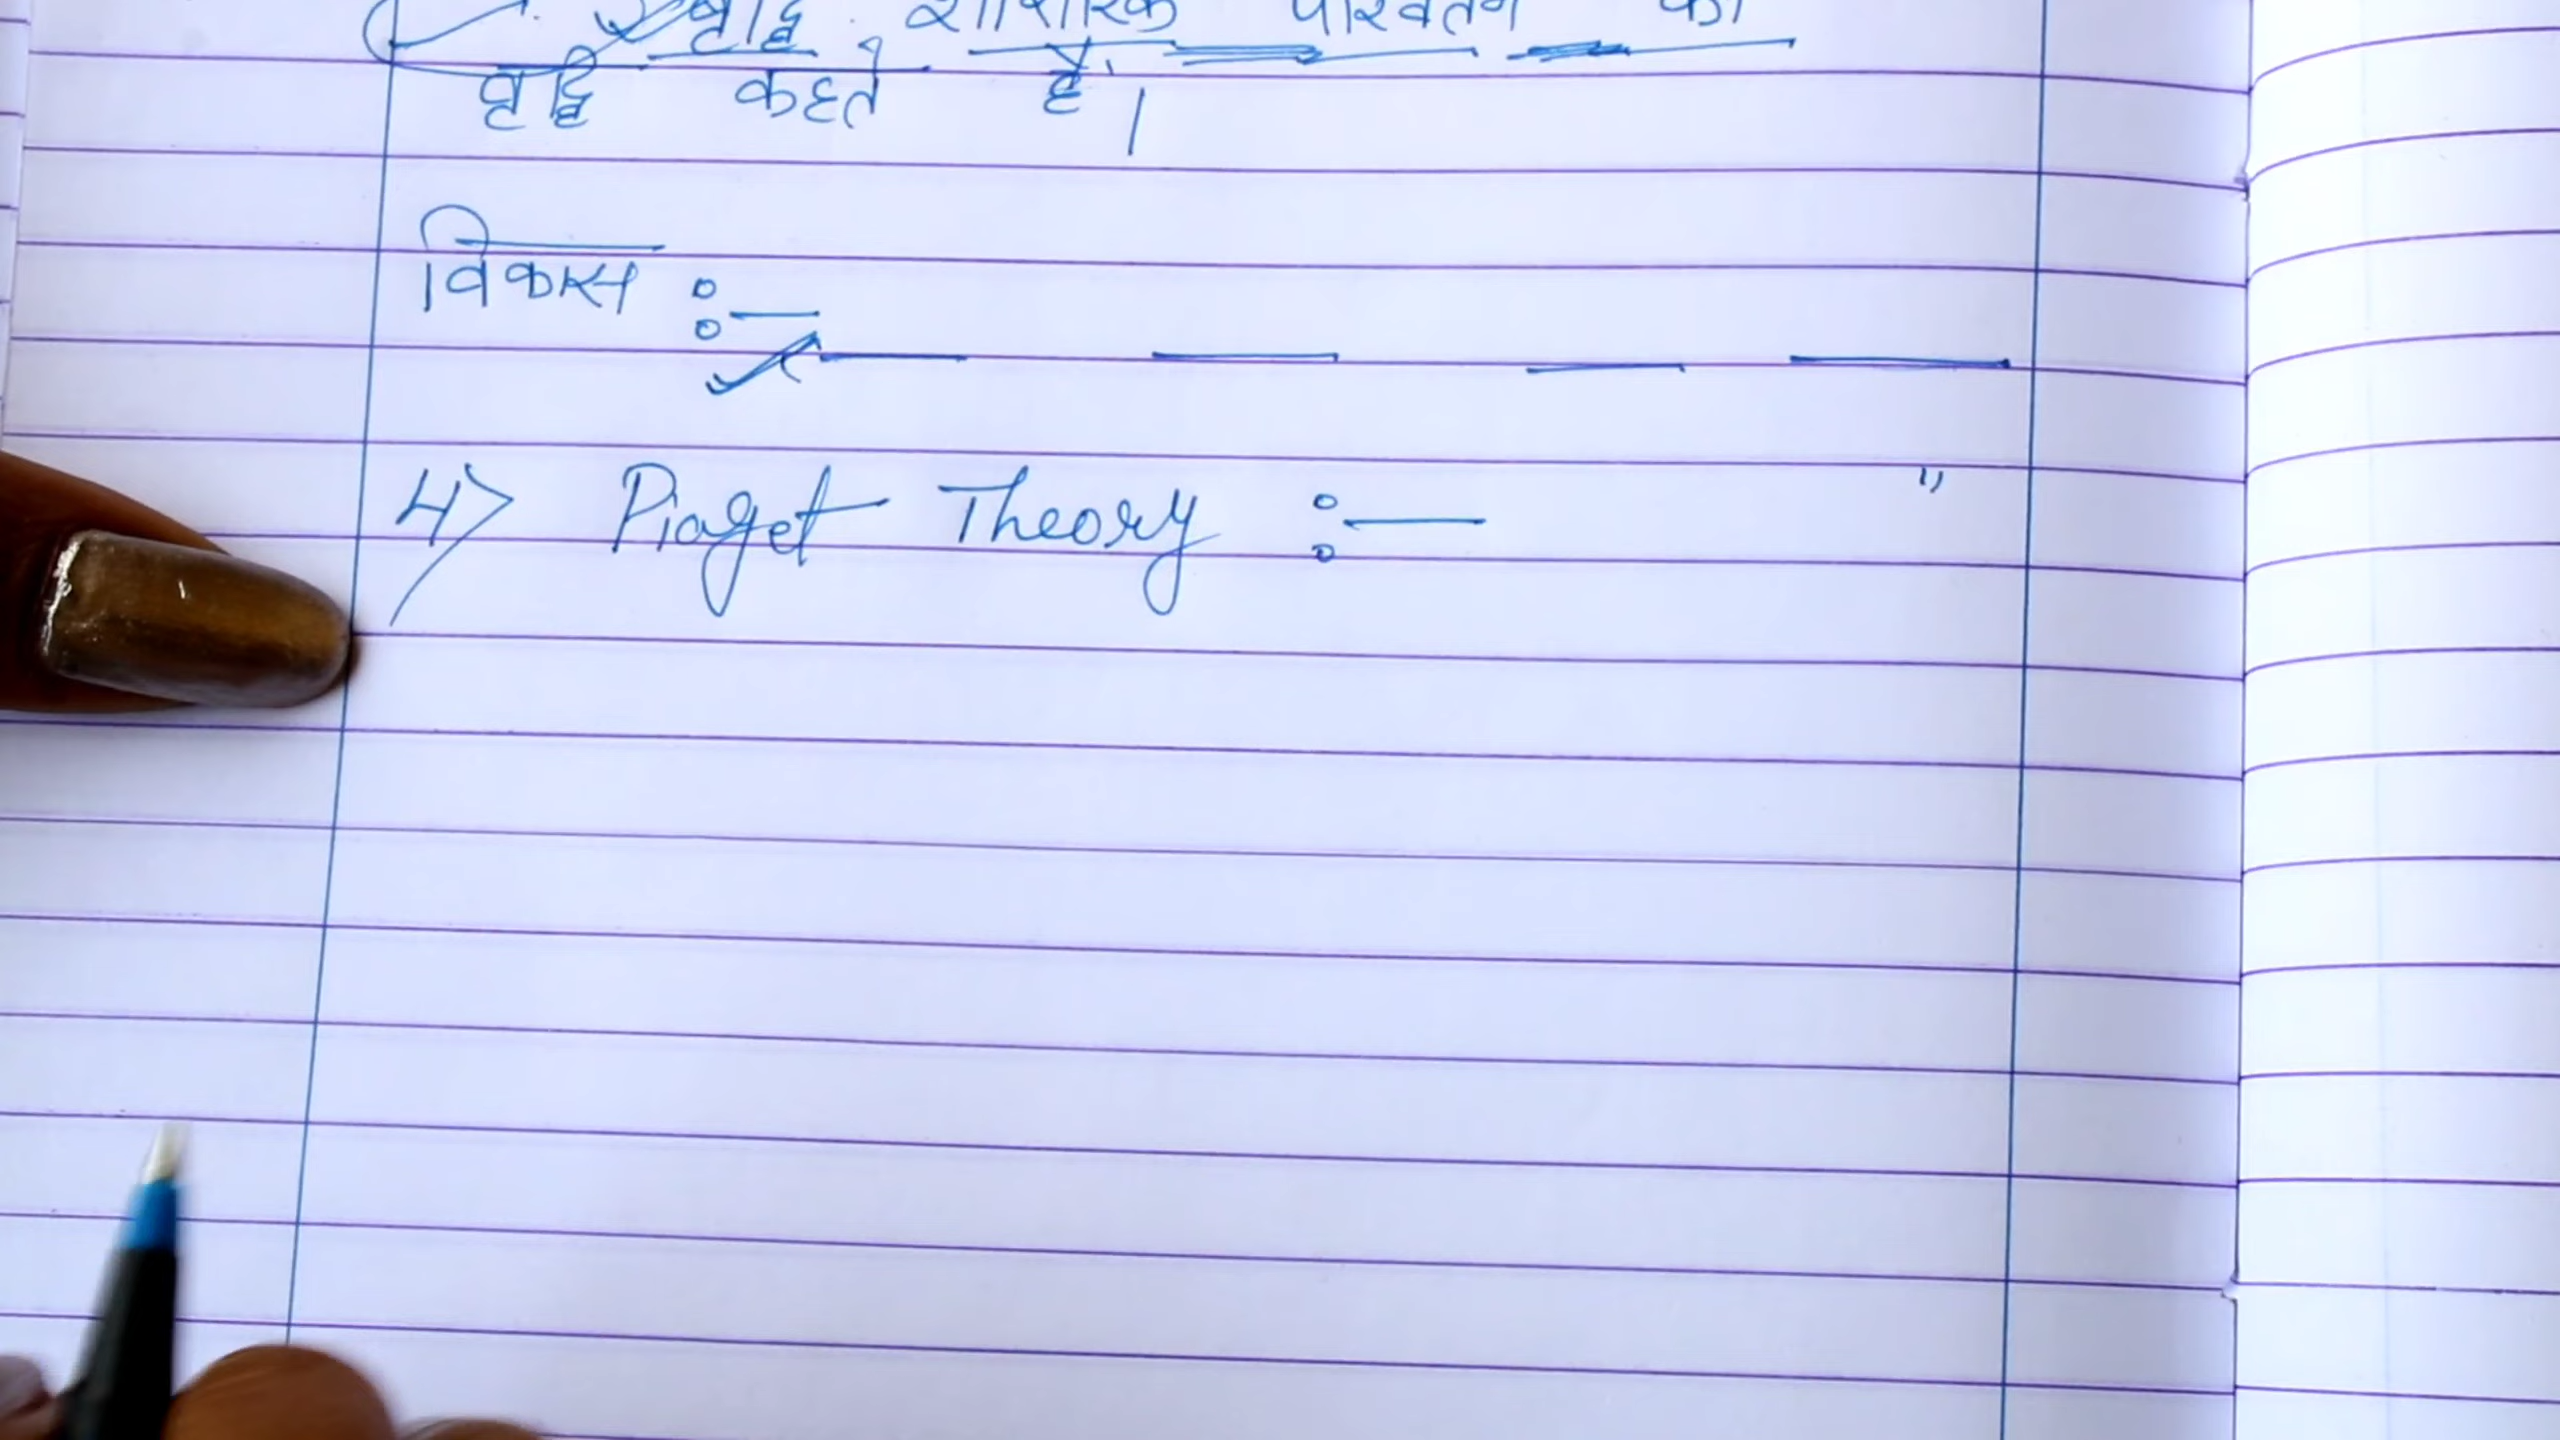 वृद्धि शारीरिक परिवर्तन को
वृद्धि कहते है।
विकास :-
4) Piaget Theory :- "